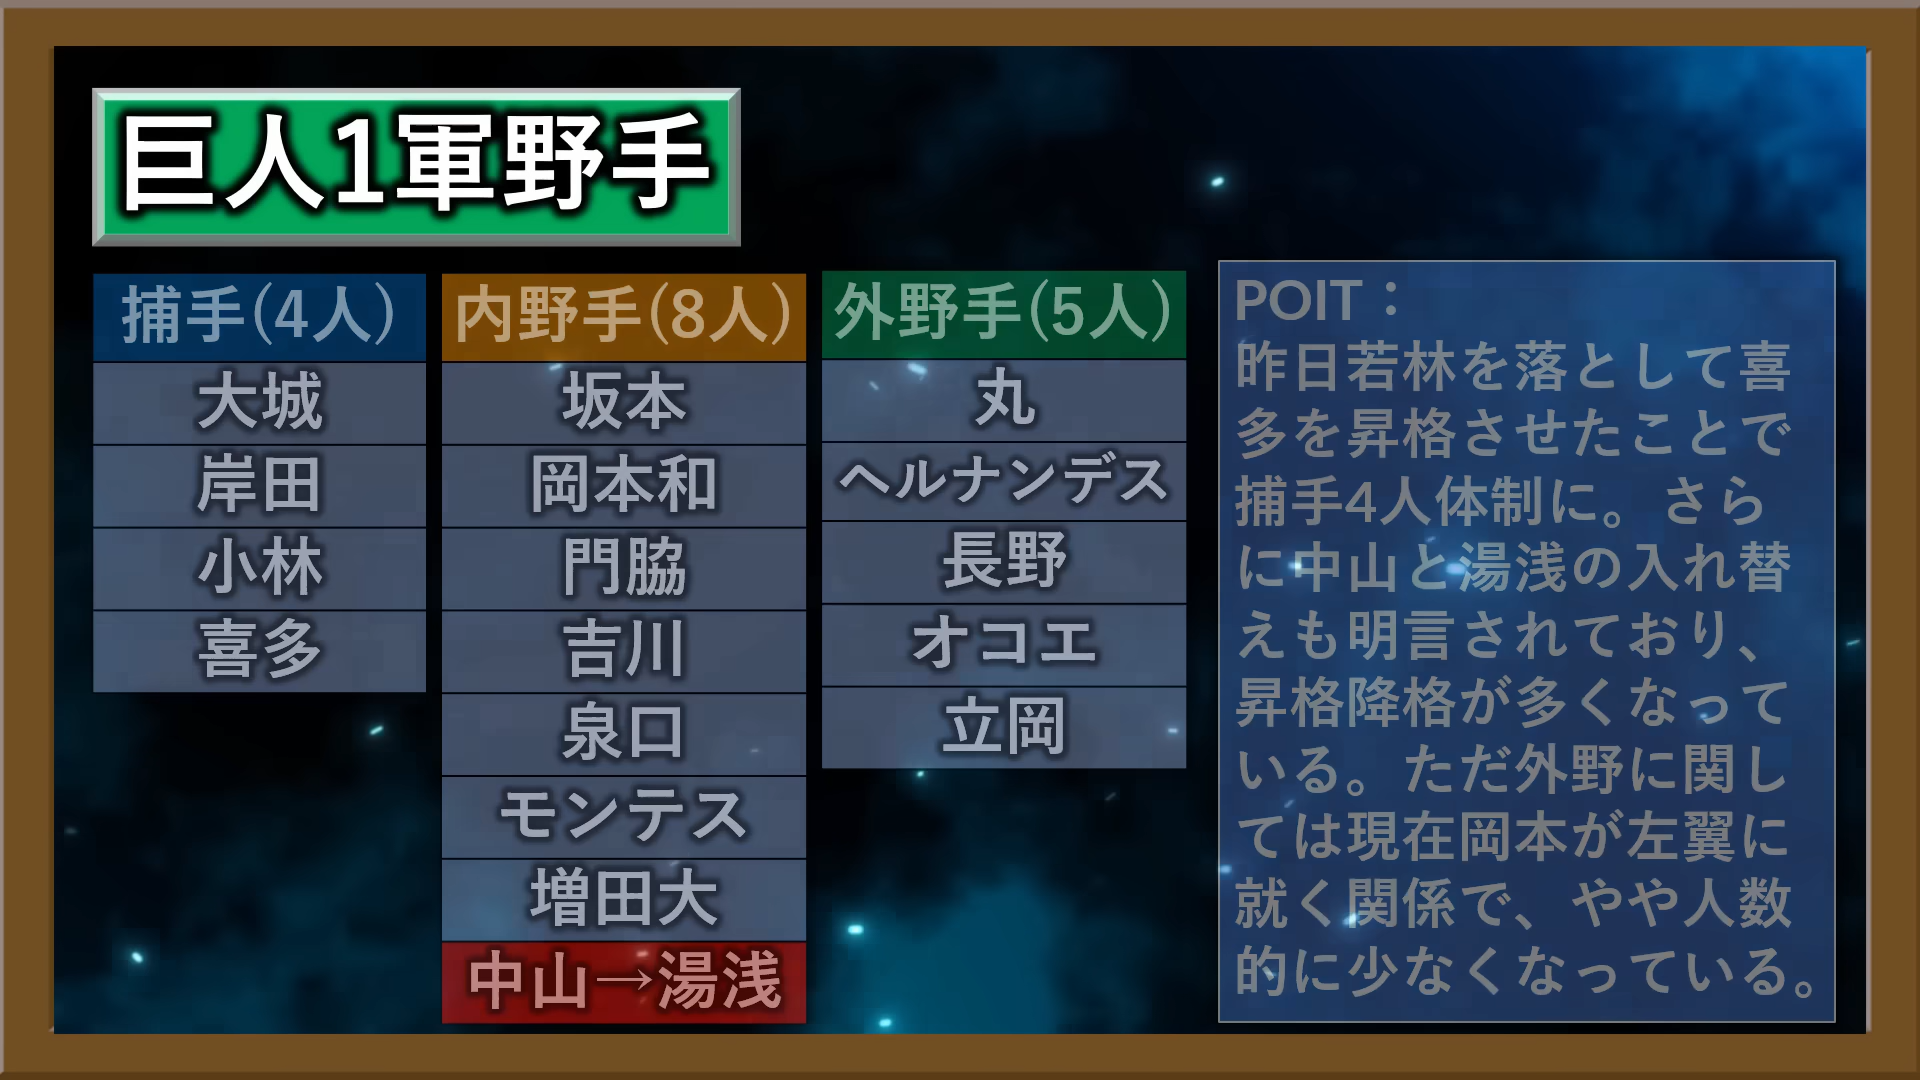 巨人1軍野手
捕手(4人)
大城
岸田
小林
喜多
内野手(8人)
坂本
岡本和
門脇
吉川
泉口
モンテス
増田大
中山→湯浅
外野手(5人)
丸
ヘルナンデス
長野
オコエ
立岡
POIT：
昨日若林を落として喜
多を昇格させたことで
捕手4人体制に。さら
に中山と湯浅の入れ替
えも明言されており、
昇格降格が多くなって
いる。ただ外野に関し
ては現在岡本が左翼に
就く関係で、やや人数
的に少なくなっている。